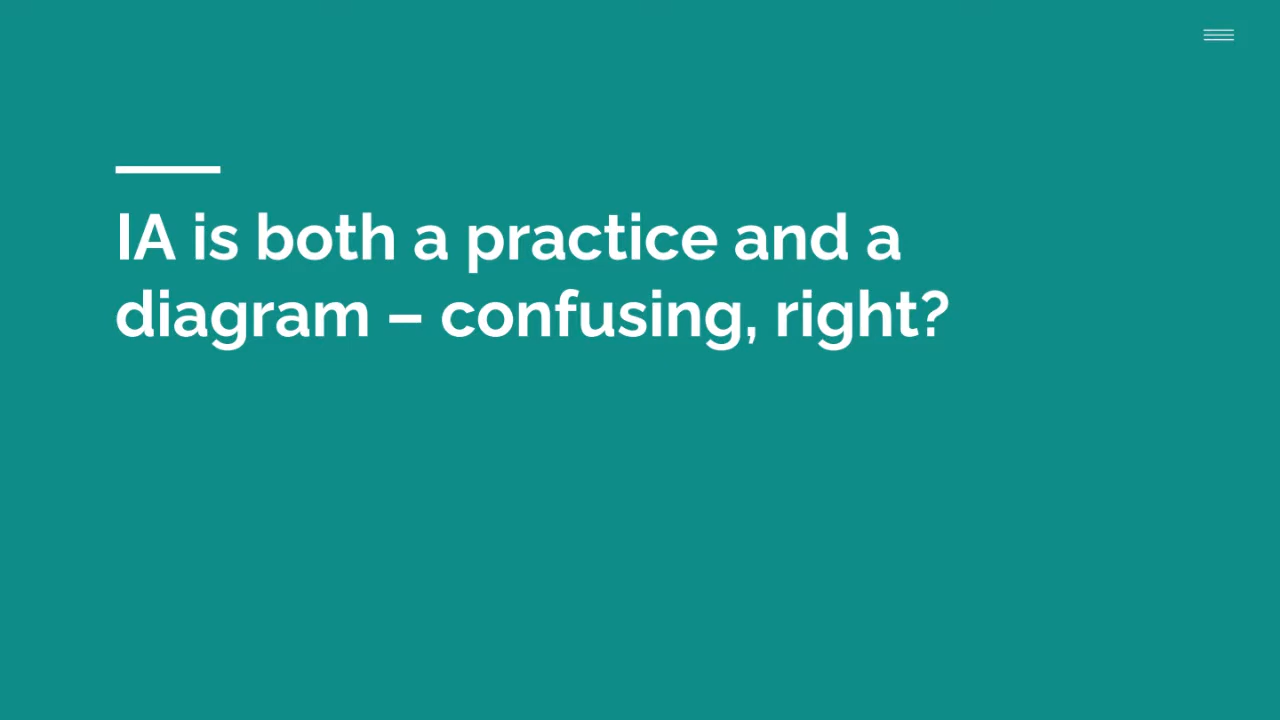 IA is both a practice and a
diagram – confusing, right?